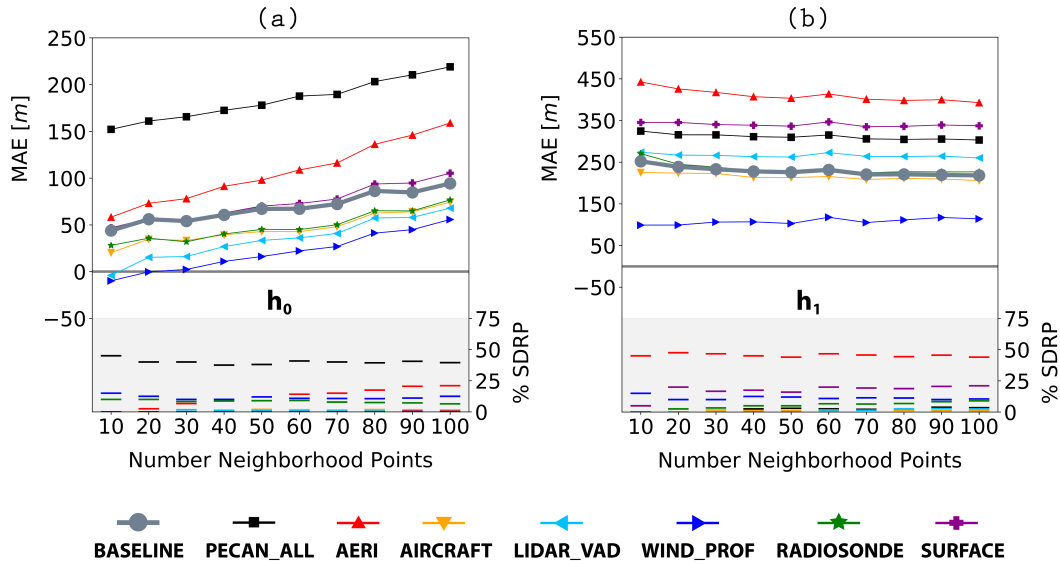 (a)
(b)
MAE [m]
250
200
150
100
50
0
−50
h0
75
50
25
0
% SDRP
10 20 30 40 50 60 70 80 90 100
Number Neighborhood Points
MAE [m]
550
450
350
250
150
50
−50
h1
75
50
25
0
% SDRP
10 20 30 40 50 60 70 80 90 100
Number Neighborhood Points
BASELINE PECAN_ALL AERI AIRCRAFT LIDAR_VAD WIND_PROF RADIOSONDE SURFACE